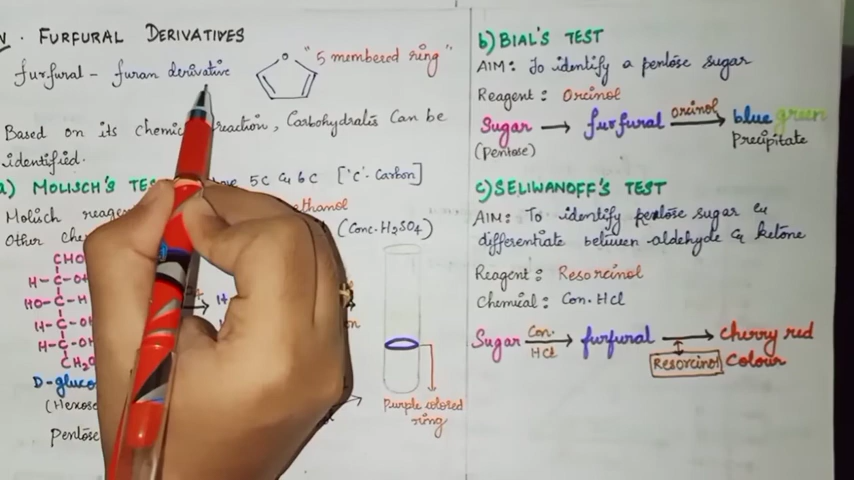 FURFURAL DERIVATIVES
furfural - furan derivative
O
"5 membered ring"
Based on its chemic reaction, Carbohydrates Can be
identified.
a) MOLISCH'S TES 5C & 6C ['C'-Carbon]
Molisch reage ethanol
Other che (Conc. H₂SO₄)
CHO
H-C-OH
HO-C-H
H-C-
H-C-
CH₂O
D-gluco
(Hexose
Pentose
Purple colored
ring
b) BIAL'S TEST
AIM: To identify a pentose sugar
Reagent: Orcinol
Sugar → furfural orcinol → blue green
(Pentose) Precipitate
c) SELIWANOFF'S TEST
AIM: To identify pentose sugar &
differentiate between -aldehyde & ketone
Reagent: Resorcinol
Chemical: Con. HCl
Sugar Con. HCl → furfural → Cherry red
Resorcinol Colour